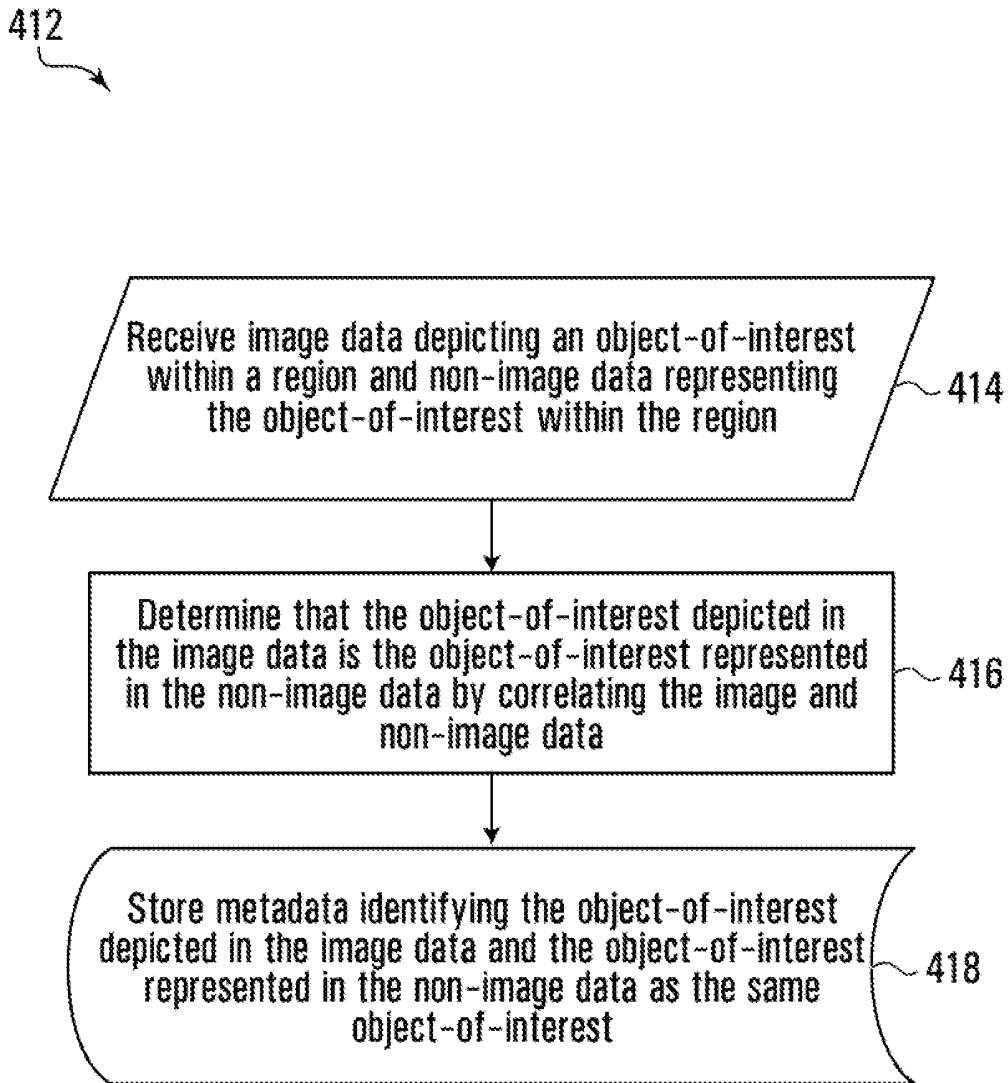 412
Receive image data depicting an object-of-interest
within a region and non-image data representing
the object-of-interest within the region
414
Determine that the object-of-interest depicted in
the image data is the object-of-interest represented
in the non-image data by correlating the image and
non-image data
416
Store metadata identifying the object-of-interest
depicted in the image data and the object-of-interest
represented in the non-image data as the same
object-of-interest
418